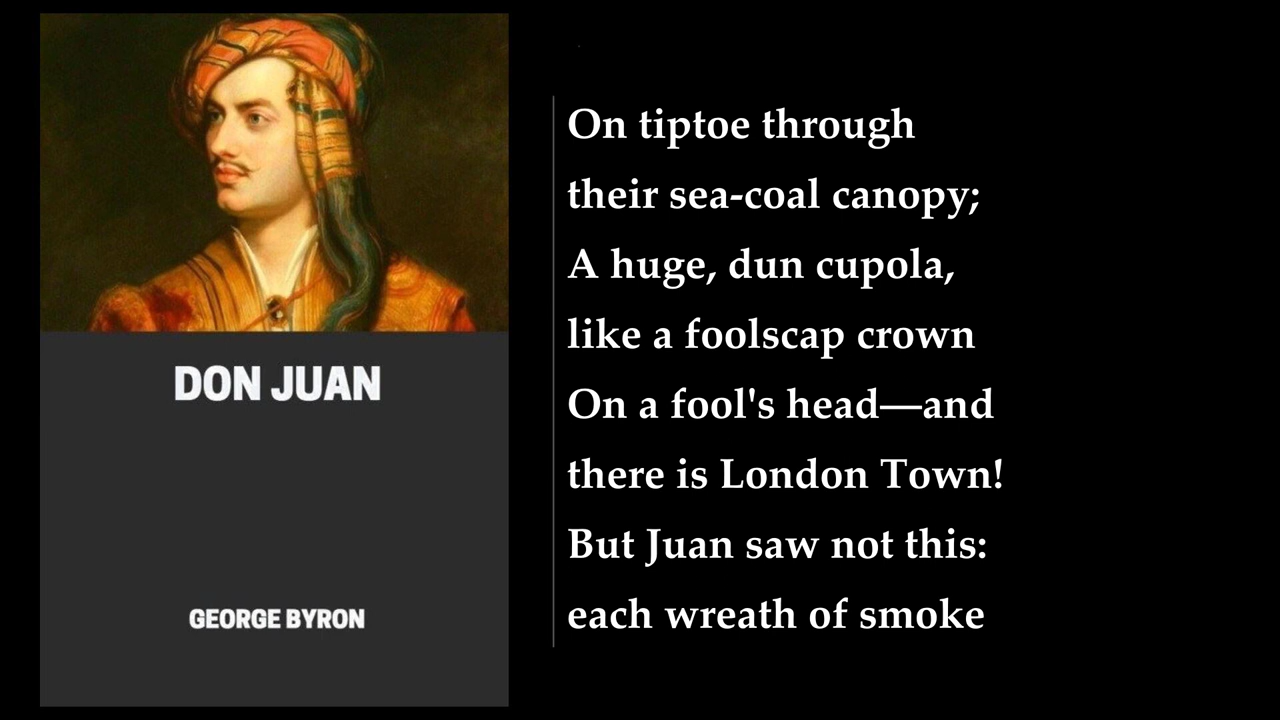 DON JUAN
GEORGE BYRON
On tiptoe through
their sea-coal canopy;
A huge, dun cupola,
like a foolscap crown
On a fool's head—and
there is London Town!
But Juan saw not this:
each wreath of smoke